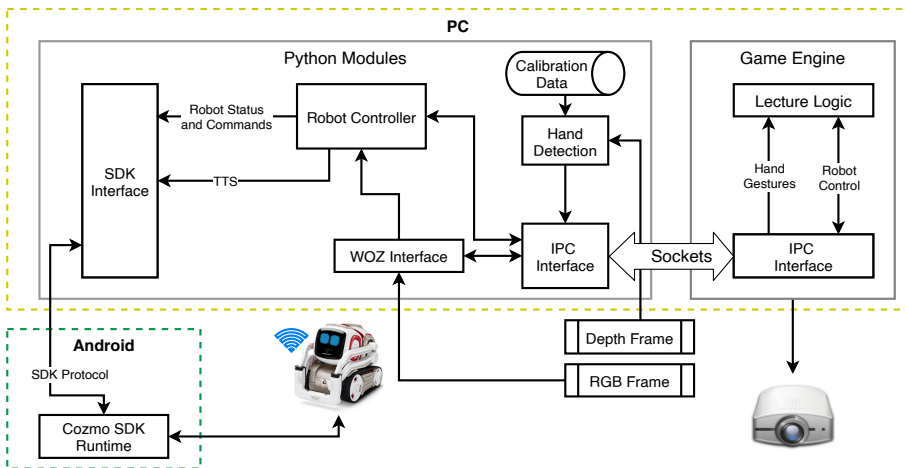 PC
Python Modules
Game Engine
Calibration
Data
Lecture Logic
Robot Status
and Commands
Robot Controller
Hand
Detection
SDK
Interface
TTS
Hand
Gestures
Robot
Control
WOZ Interface
IPC
Interface
Sockets
IPC
Interface
Android
Depth Frame
SDK Protocol
RGB Frame
Cozmo SDK
Runtime